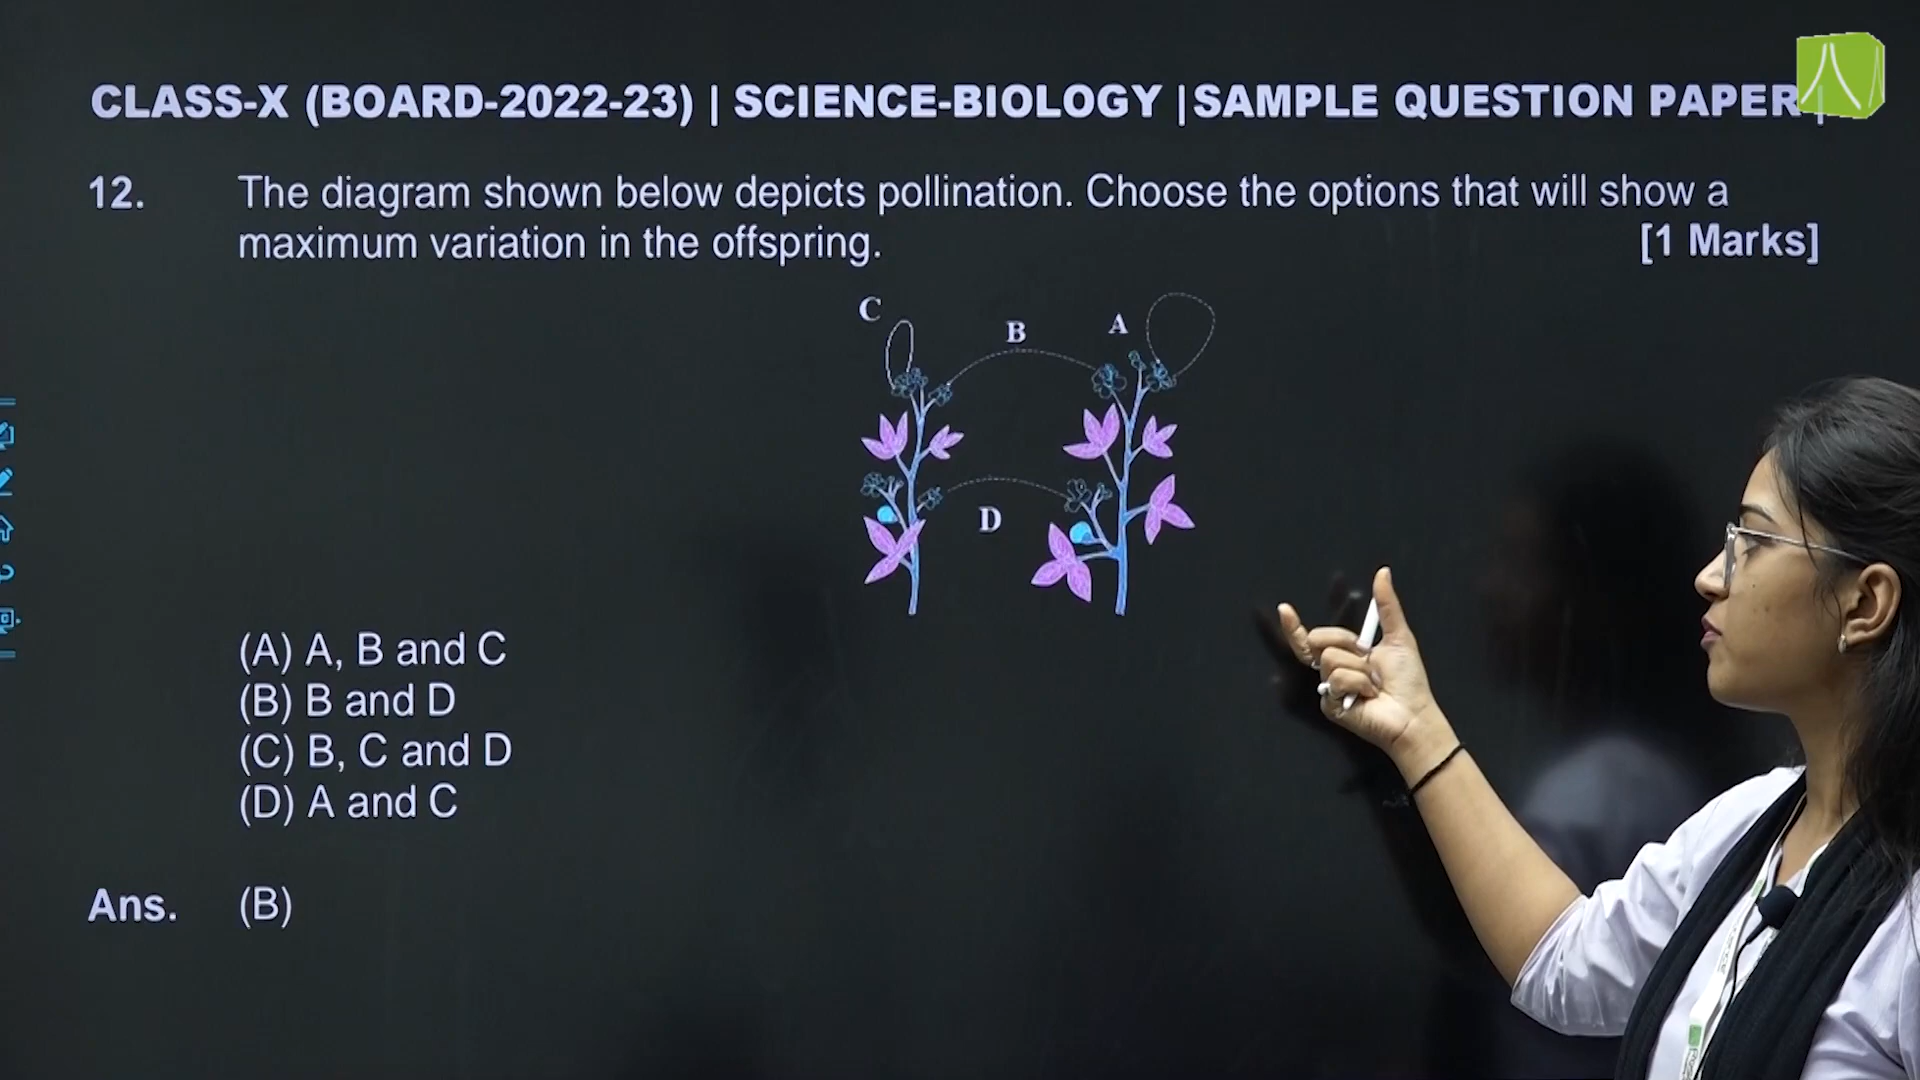 CLASS-X (BOARD-2022-23) | SCIENCE-BIOLOGY |SAMPLE QUESTION PAPER |
12. The diagram shown below depicts pollination. Choose the options that will show a
maximum variation in the offspring. [1 Marks]
C
B
A
D
(A) A, B and C
(B) B and D
(C) B, C and D
(D) A and C
Ans. (B)